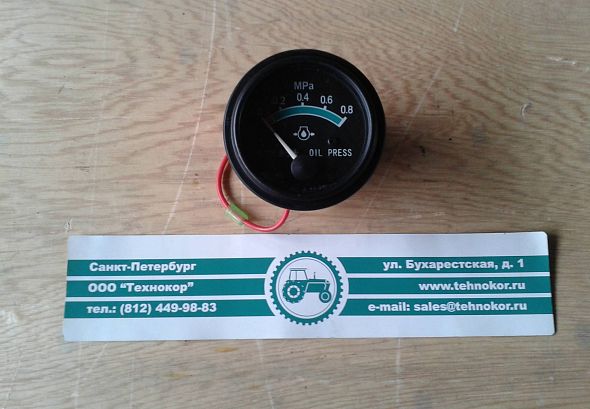 MPa
0.2 0.4 0.6 0.8
OIL PRESS
Санкт-Петербург
ООО "Технокор"
тел.: (812) 449-98-83
ул. Бухарестская, д. 1
www.tehnokor.ru
e-mail: sales@tehnokor.ru